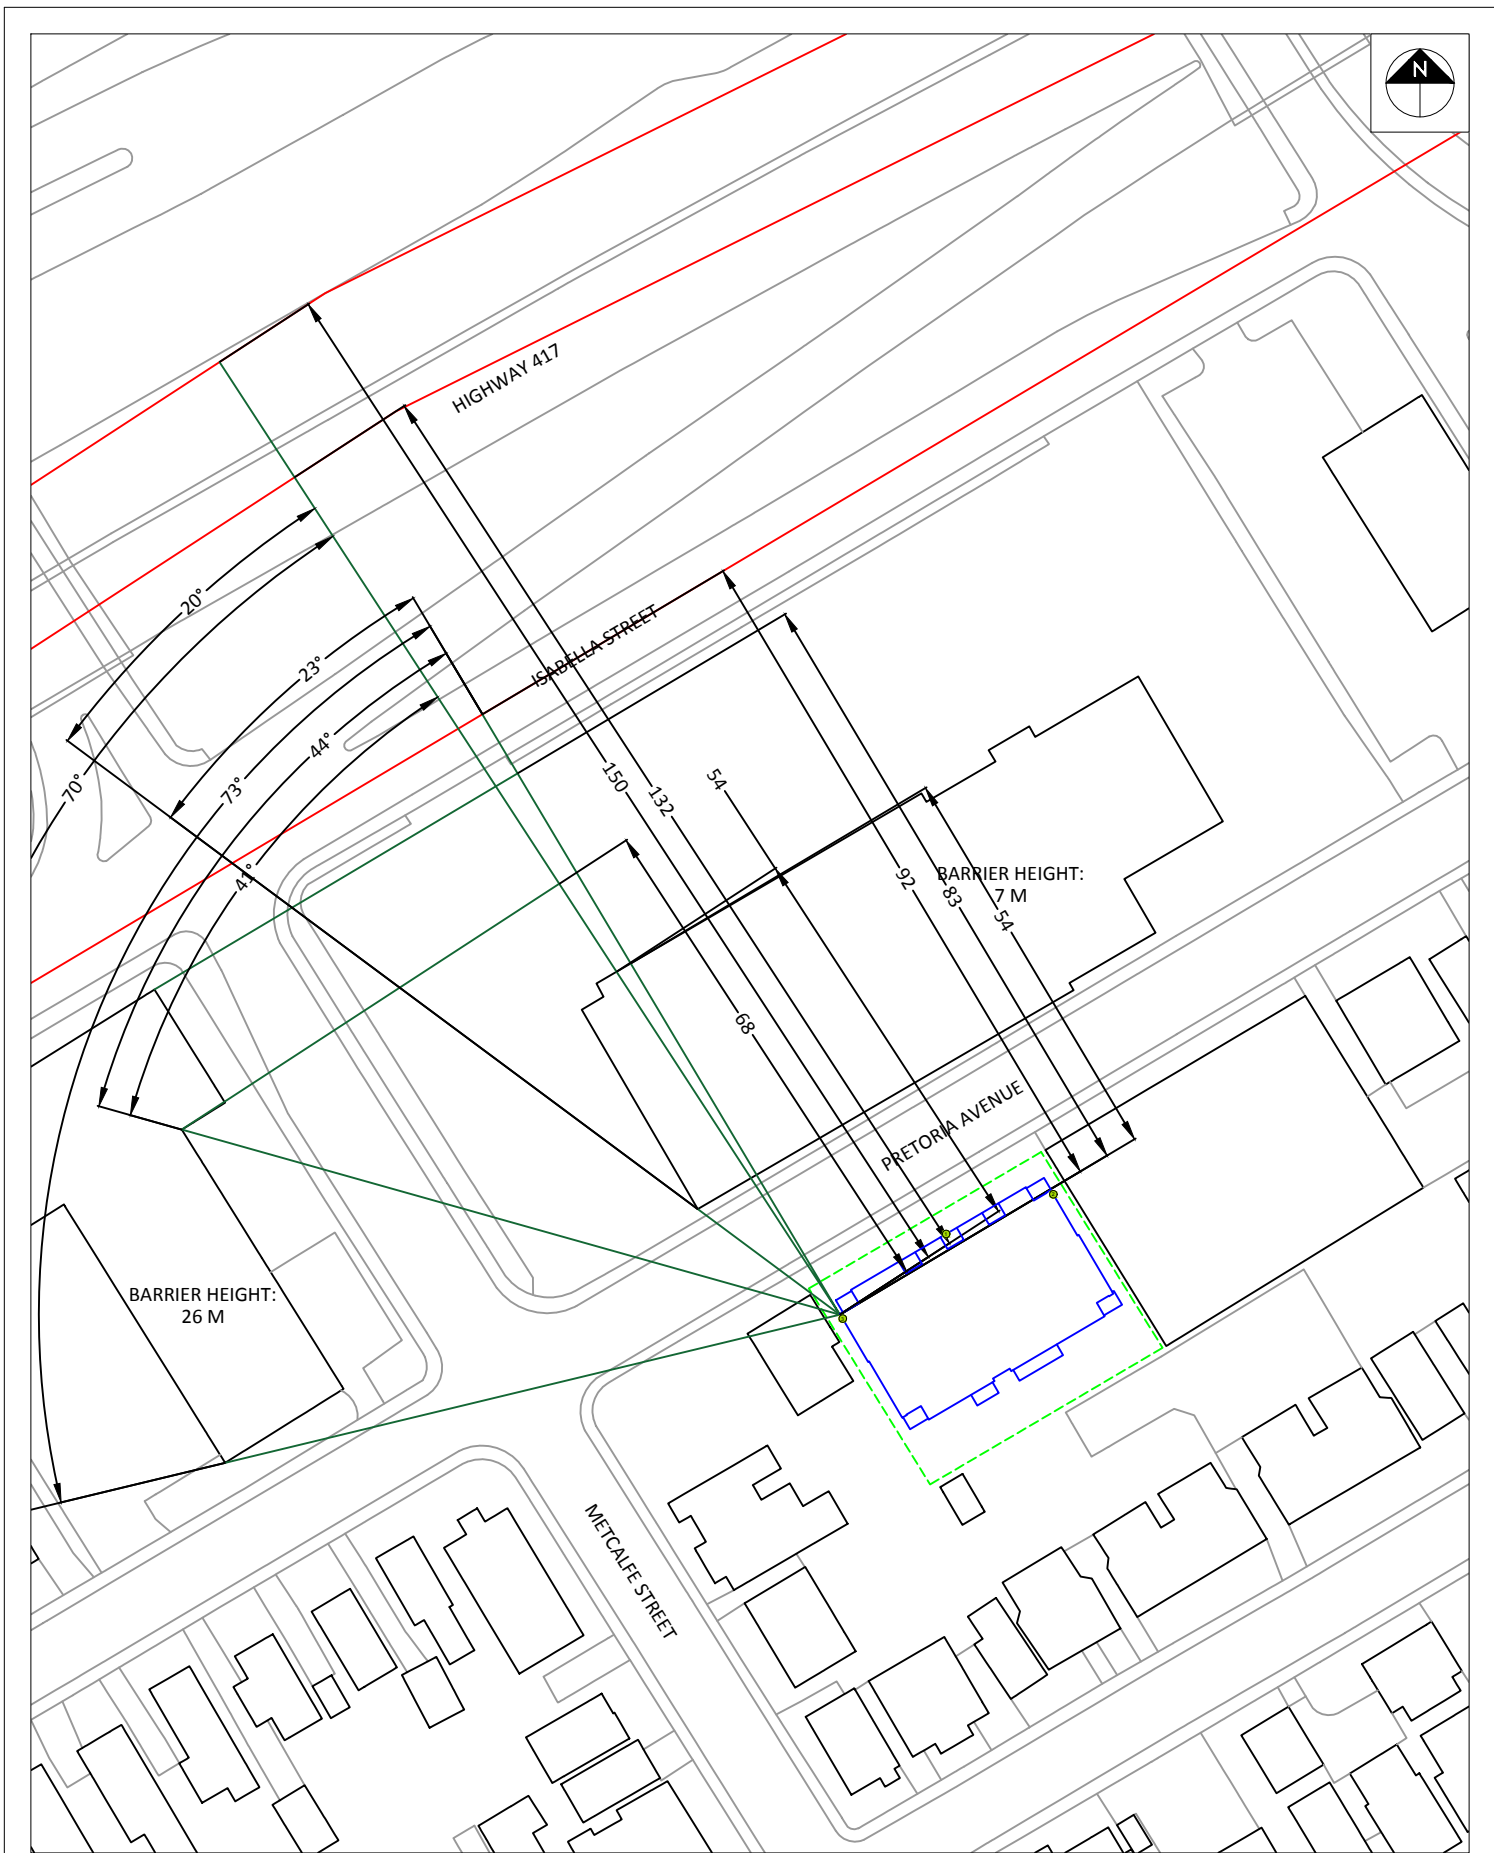 N
HIGHWAY 417
20°
23°
ISABELLA STREET
44°
73°
70°
41°
150
132
54
92
83
54
BARRIER HEIGHT:
7 M
68
PRETORIA AVENUE
BARRIER HEIGHT:
26 M
METCALFE STREET